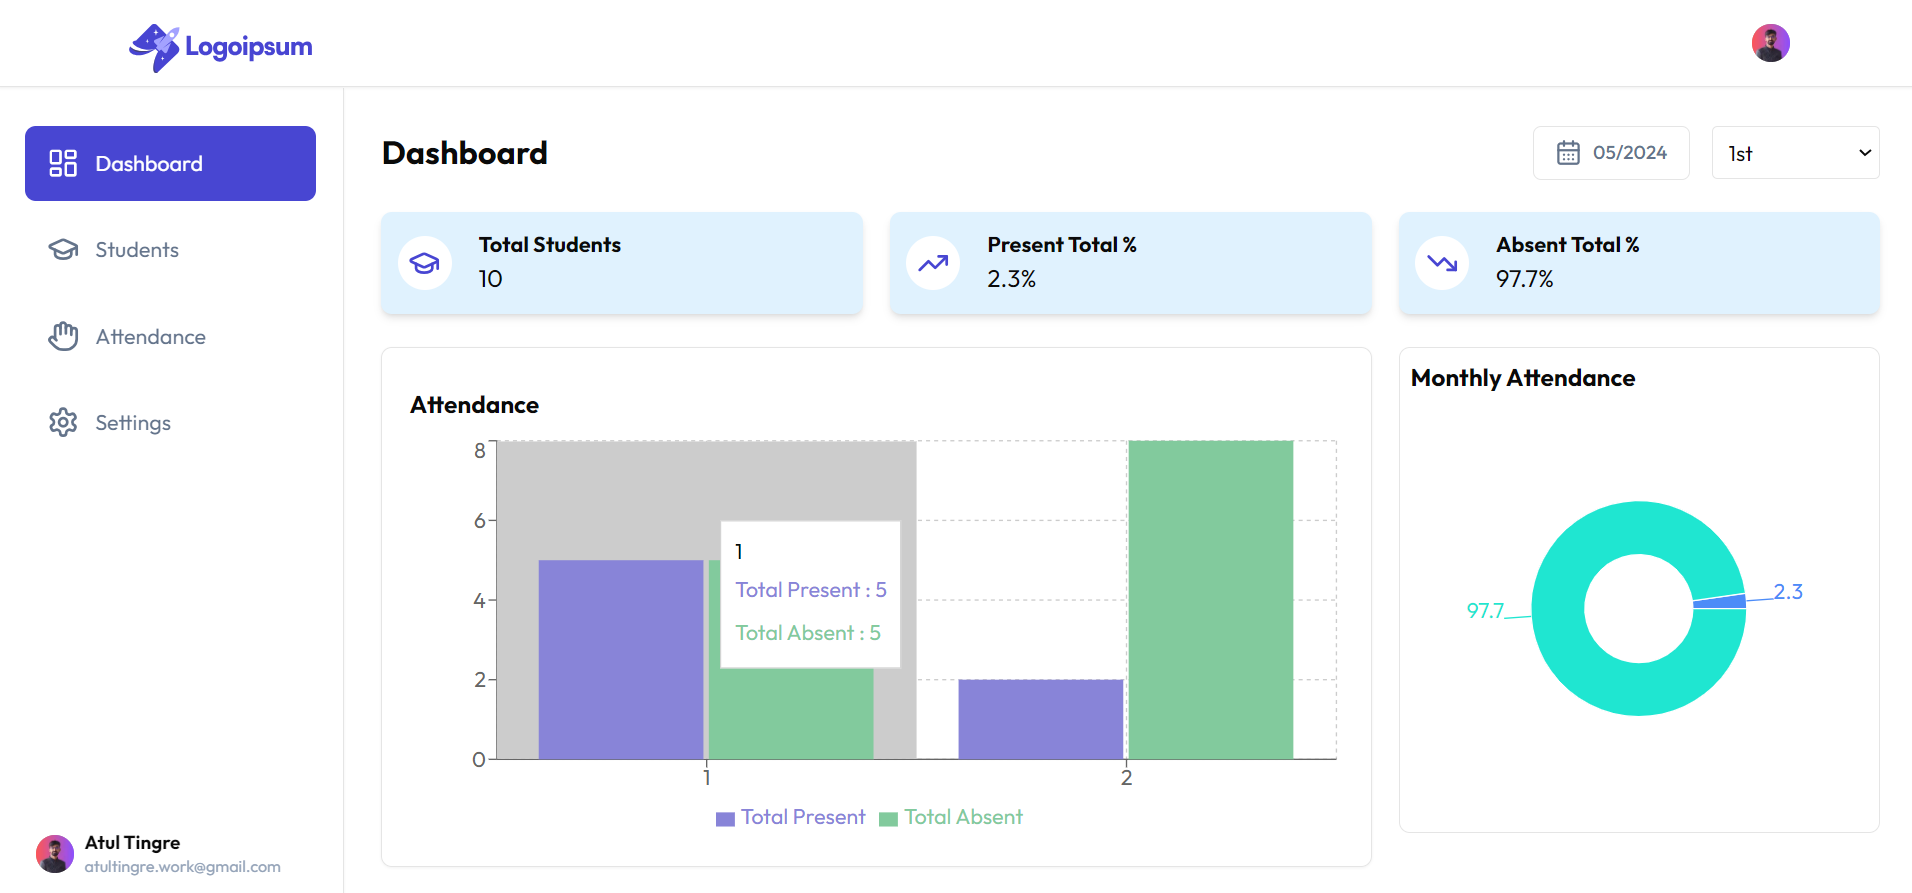 Logoipsum
Dashboard
Students
Attendance
Settings
Atul Tingre
atultingre.work@gmail.com
Dashboard
05/2024
1st
Total Students
10
Present Total %
2.3%
Absent Total %
97.7%
Attendance
8
6
4
2
0
1
Total Present : 5
Total Absent : 5
1
2
Total Present
Total Absent
Monthly Attendance
97.7
2.3